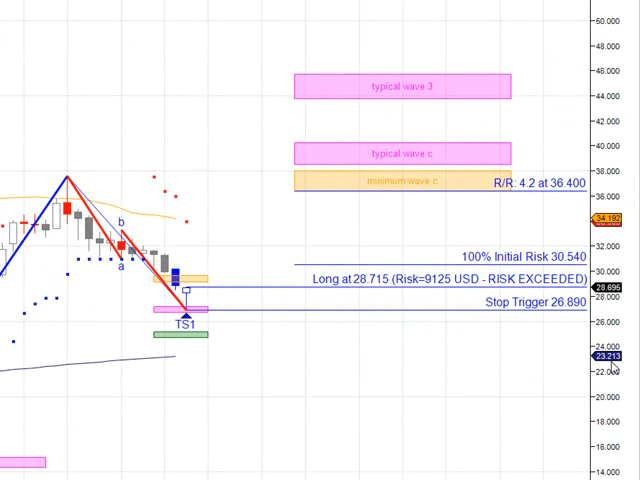 50.000
48.000
46.000
typical wave 3
44.000
42.000
40.000
typical wave c
38.000
minimum wave c
R/R: 4.2 at 36.400
36.000
34.192
b
32.000
100% Initial Risk 30.540
a
30.000
Long at 28.715 (Risk=9125 USD - RISK EXCEEDED)
28.695
Stop Trigger 26.890
28.000
26.000
TS1
24.000
23.213
22.000
20.000
18.000
16.000
14.000